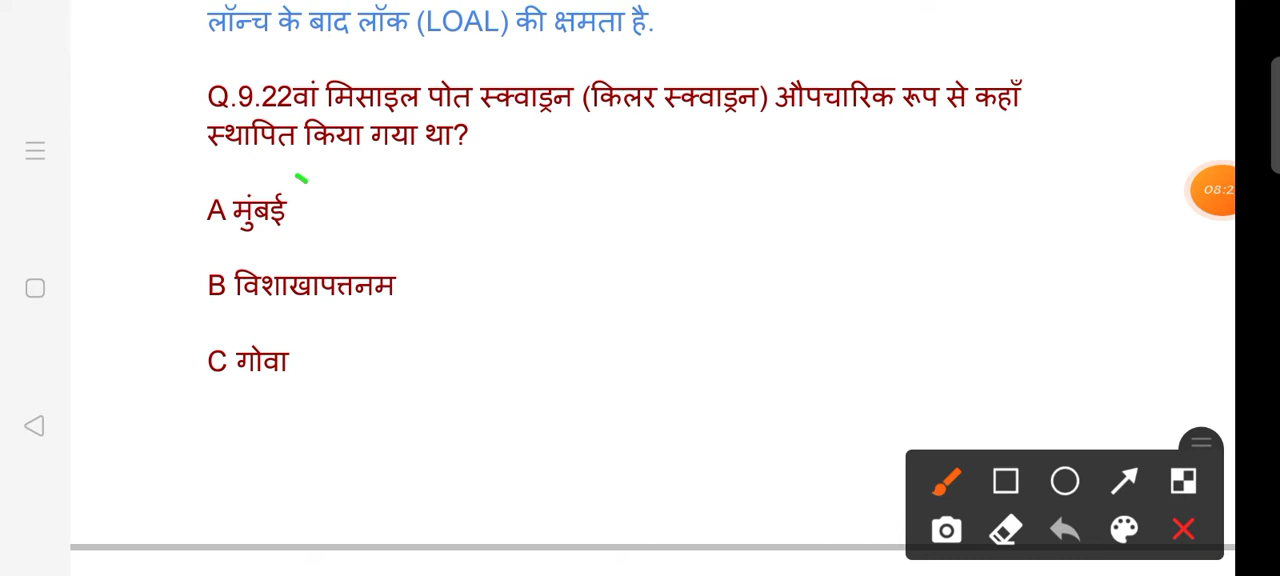 लॉन्च के बाद लॉक (LOAL) की क्षमता है.
Q.9.22वां मिसाइल पोत स्क्वाड्रन (किलर स्क्वाड्रन) औपचारिक रूप से कहाँ
स्थापित किया गया था?
A मुंबई
B विशाखापत्तनम
C गोवा